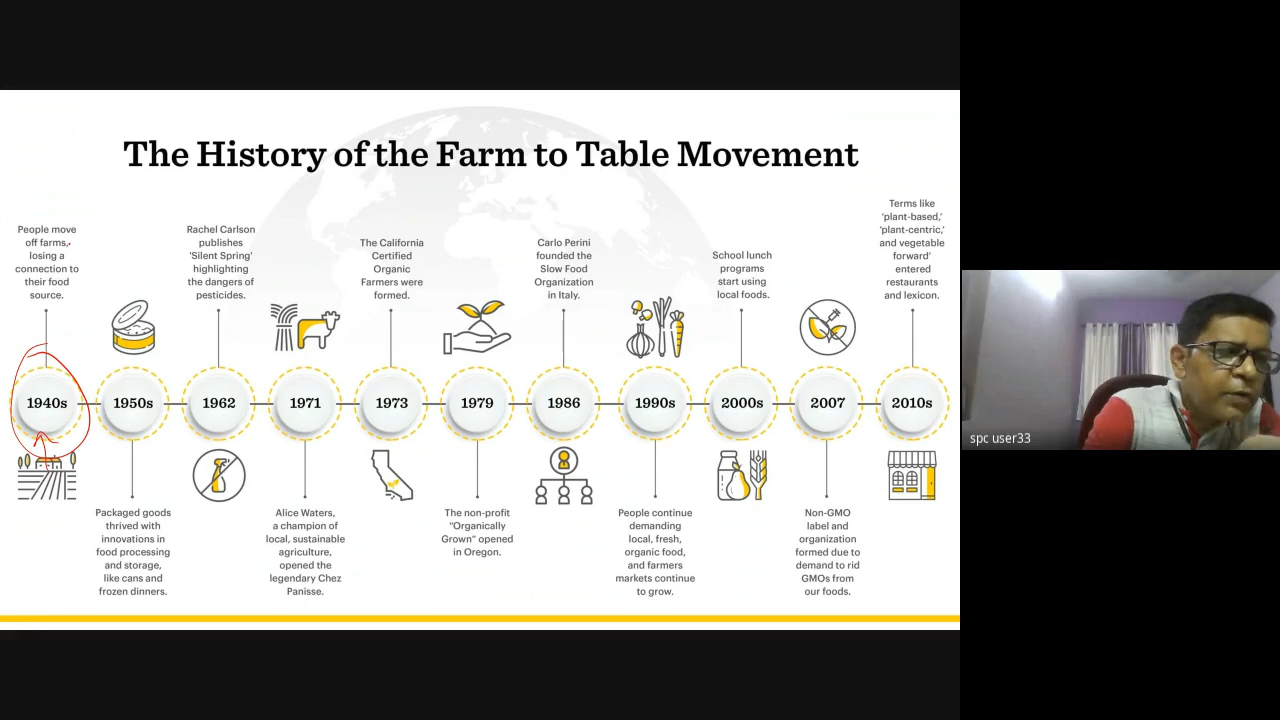 The History of the Farm to Table Movement
People move
off farms,
losing a
connection to
their food
source.
Rachel Carlson
publishes
'Silent Spring'
highlighting
the dangers of
pesticides.
The California
Certified
Organic
Farmers were
formed.
Carlo Perini
founded the
Slow Food
Organization
in Italy.
School lunch
programs
start using
local foods.
Terms like
'plant-based,'
'plant-centric,'
and vegetable
forward'
entered
restaurants
and lexicon.
1940s
1950s
1962
1971
1973
1979
1986
1990s
2000s
2007
2010s
Packaged goods
thrived with
innovations in
food processing
and storage,
like cans and
frozen dinners.
Alice Waters,
a champion of
local, sustainable
agriculture,
opened the
legendary Chez
Panisse.
The non-profit
"Organically
Grown" opened
in Oregon.
People continue
demanding
local, fresh,
organic food,
and farmers
markets continue
to grow.
Non-GMO
label and
organization
formed due to
demand to rid
GMOs from
our foods.
spc user33